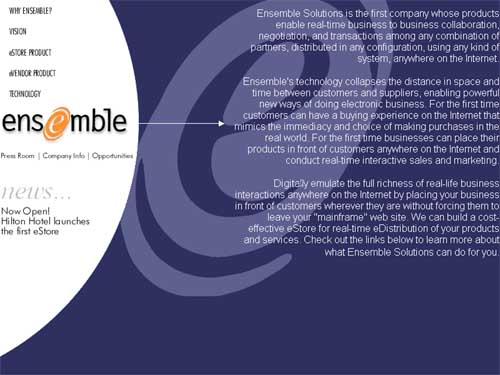 WHY ENSEMBLE?
VISION
eSTORE PRODUCT
eVENDOR PRODUCT
TECHNOLOGY
ensemble
Press Room | Company Info | Opportunities
news...
Now Open!
Hilton Hotel launches
the first eStore
Ensemble Solutions is the first company whose products
enable real-time business to business collaboration,
negotiation, and transactions among any combination of
partners, distributed in any configuration, using any kind of
system, anywhere on the Internet.
Ensemble's technology collapses the distance in space and
time between customers and suppliers, enabling powerful
new ways of doing electronic business. For the first time
customers can have a buying experience on the Internet that
mimics the immediacy and choice of making purchases in the
real world. For the first time businesses can place their
products in front of customers anywhere on the Internet and
conduct real-time interactive sales and marketing.
Digitally emulate the full richness of real-life business
interactions anywhere on the Internet by placing your business
in front of customers wherever they are without forcing them to
leave your "mainframe" web site. We can build a cost-
effective eStore for real-time eDistribution of your products
and services. Check out the links below to learn more about
what Ensemble Solutions can do for you.